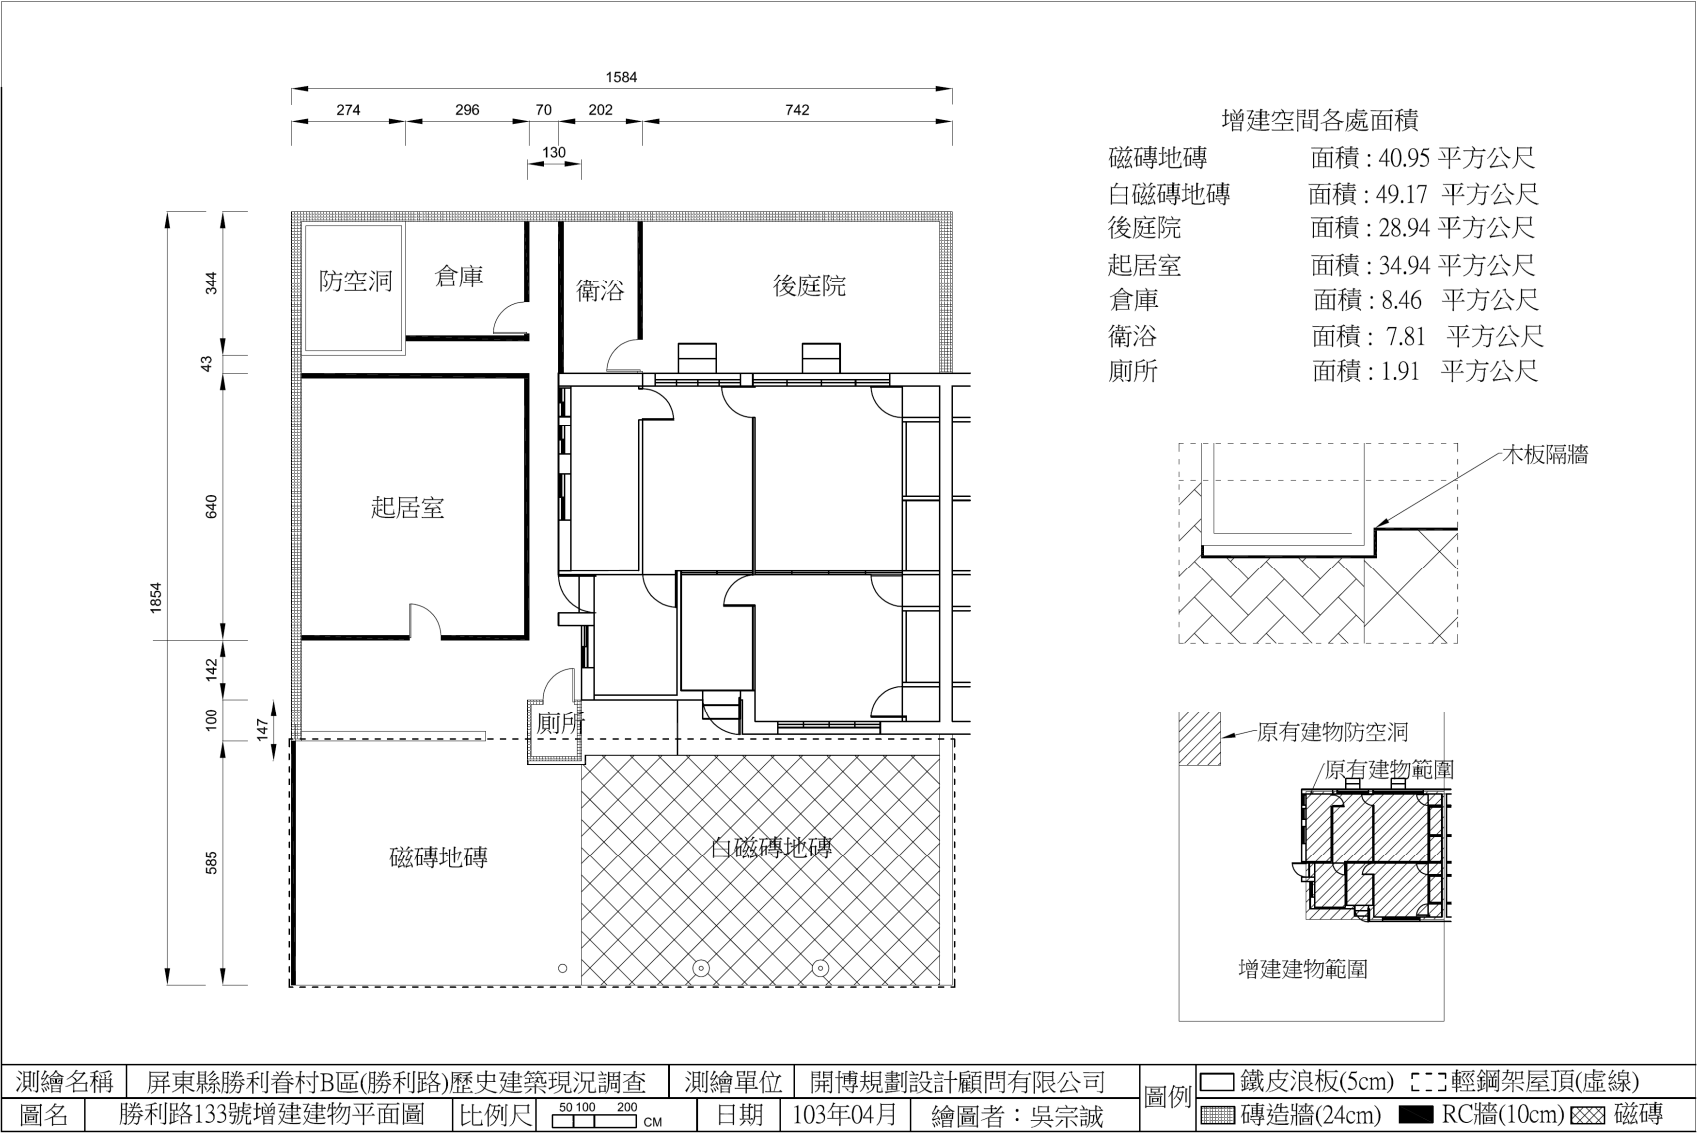 1584
274 296 70 202 742
130
增建空間各處面積
磁磚地磚 面積 : 40.95 平方公尺
白磁磚地磚 面積 : 49.17 平方公尺
後庭院 面積 : 28.94 平方公尺
起居室 面積 : 34.94 平方公尺
倉庫 面積 : 8.46 平方公尺
衛浴 面積 : 7.81 平方公尺
廁所 面積 : 1.91 平方公尺
344
43
640
1854
142
100
147
585
防空洞
倉庫
衛浴
後庭院
起居室
廁所
磁磚地磚
白磁磚地磚
木板隔牆
原有建物防空洞
原有建物範圍
增建建物範圍
測繪名稱 屏東縣勝利眷村B區(勝利路)歷史建築現況調查 測繪單位 開博規劃設計顧問有限公司
圖名 勝利路133號增建建物平面圖 比例尺 50 100 200 CM 日期 103年04月 繪圖者：吳宗誠
圖例 鐵皮浪板(5cm) 輕鋼架屋頂(虛線)
磚造牆(24cm) RC牆(10cm) 磁磚